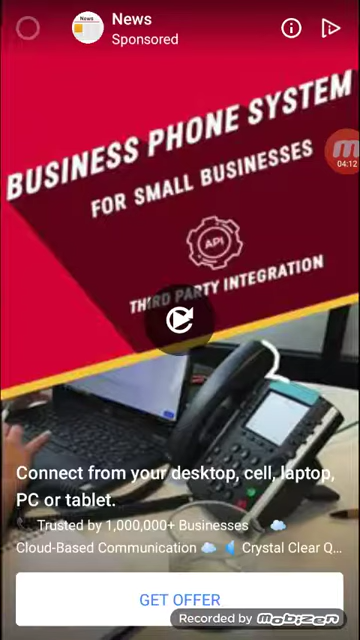 News
News
Sponsored
BUSINESS PHONE SYSTEM
FOR SMALL BUSINESSES
04:12
API
THIRD PARTY INTEGRATION
Connect from your desktop, cell, laptop,
PC or tablet.
📞 Trusted by 1,000,000+ Businesses ☁️
Cloud-Based Communication ☁️ 🤙 Crystal Clear Q...
GET OFFER
Recorded by Mobizen